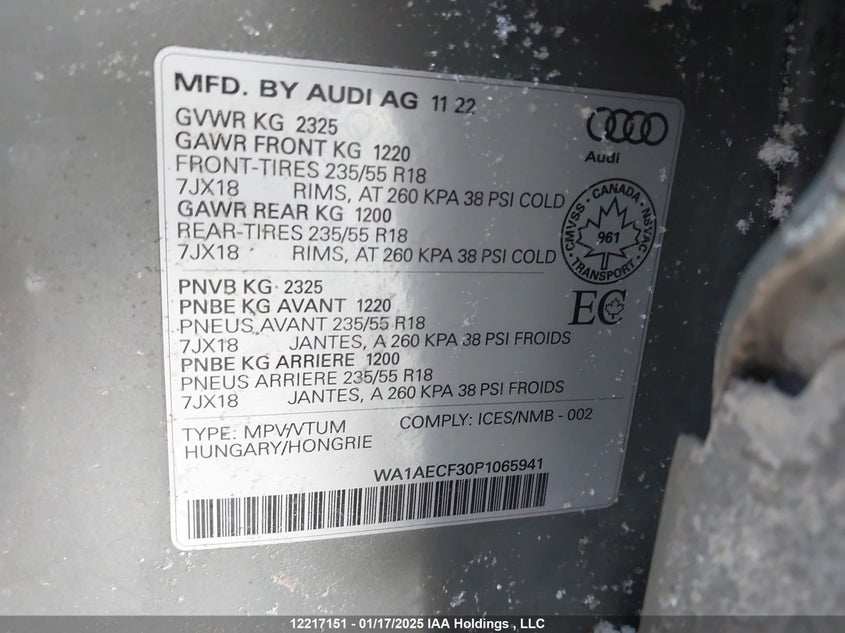 MFD. BY AUDI AG 11 22
GVWR KG 2325
GAWR FRONT KG 1220
FRONT-TIRES 235/55 R18
7JX18 RIMS, AT 260 KPA 38 PSI COLD
GAWR REAR KG 1200
REAR-TIRES 235/55 R18
7JX18 RIMS, AT 260 KPA 38 PSI COLD
Audi
CMVSS - CANADA - NSVAC
961
TRANSPORT
PNVB KG 2325
PNBE KG AVANT 1220
PNEUS AVANT 235/55 R18
7JX18 JANTES, A 260 KPA 38 PSI FROIDS
PNBE KG ARRIERE 1200
PNEUS ARRIERE 235/55 R18
7JX18 JANTES, A 260 KPA 38 PSI FROIDS
EC
TYPE: MPV/VTUM COMPLY: ICES/NMB - 002
HUNGARY/HONGRIE
WA1AECF30P1065941
12217151 - 01/17/2025 IAA Holdings , LLC